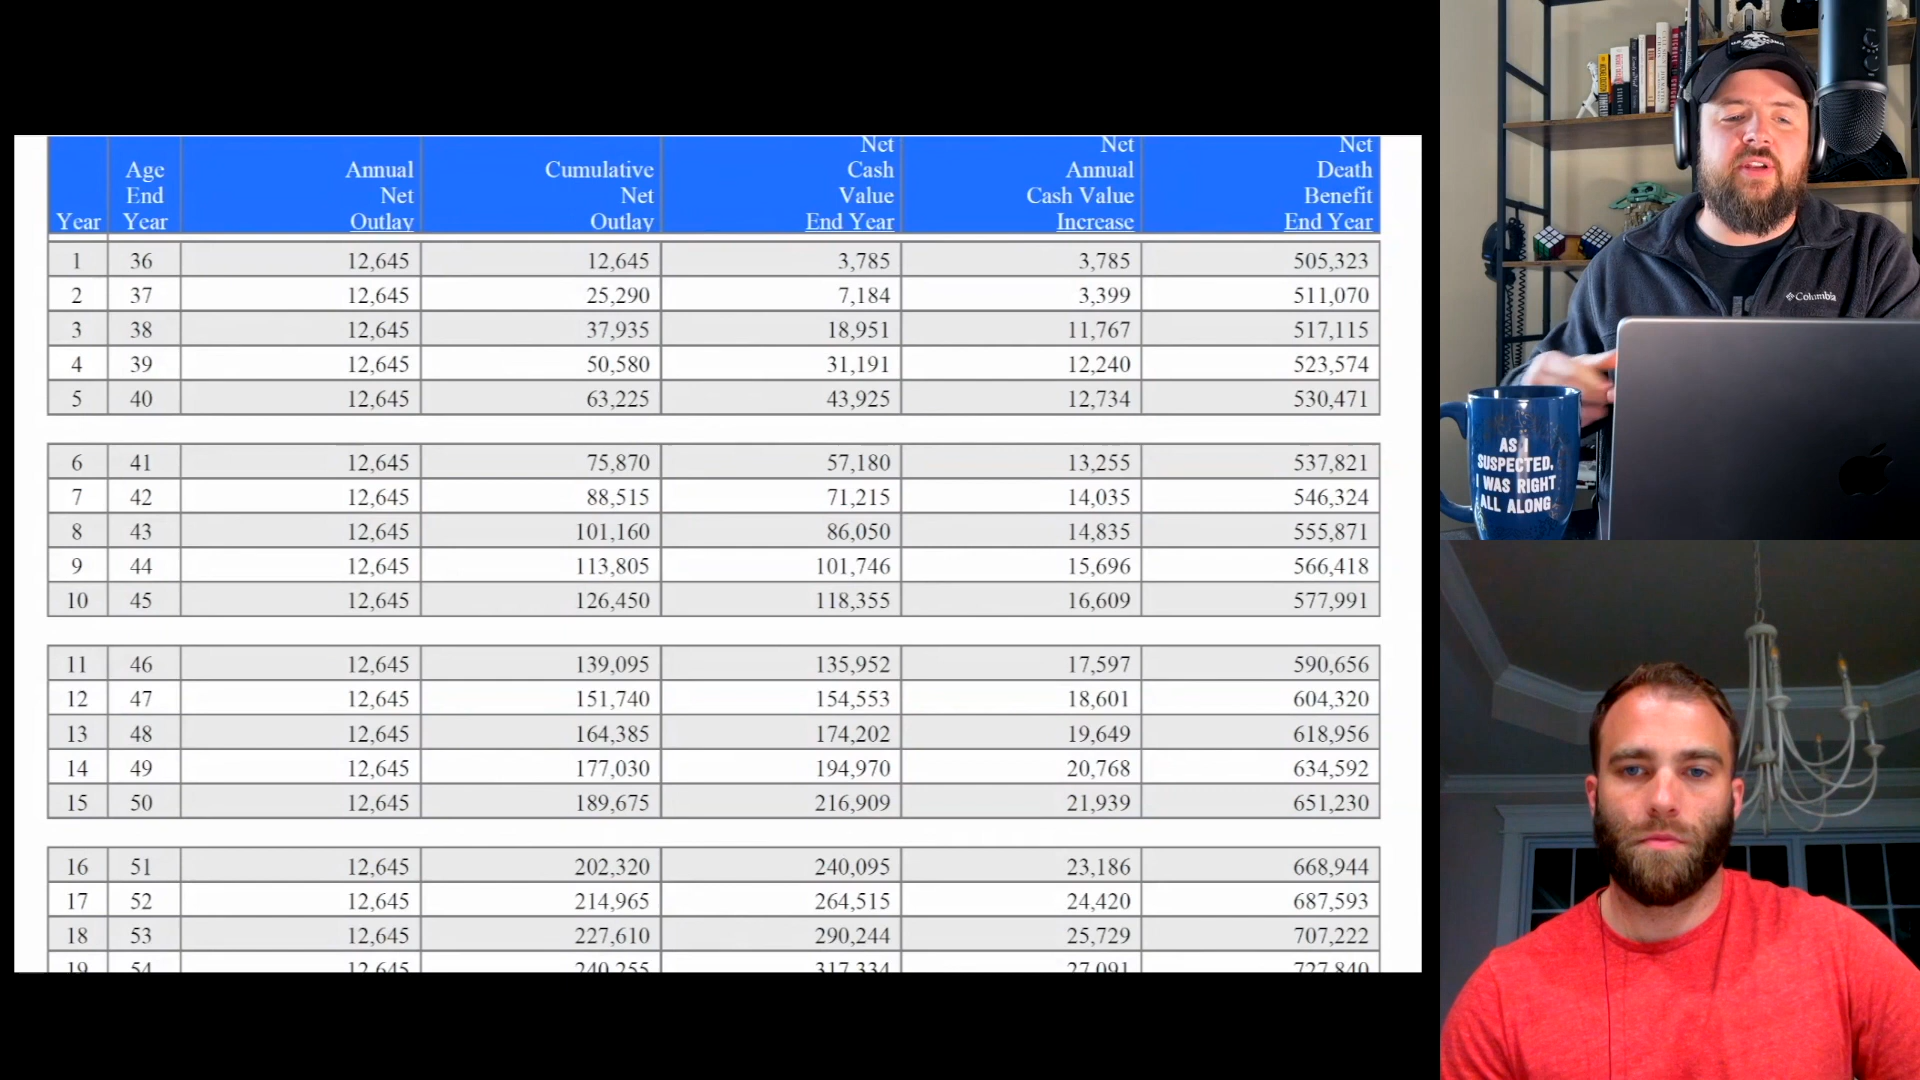 Year Age End Year Annual Net Outlay Cumulative Net Outlay Net Cash Value End Year Net Annual Cash Value Increase Net Death Benefit End Year
1 36 12,645 12,645 3,785 3,785 505,323
2 37 12,645 25,290 7,184 3,399 511,070
3 38 12,645 37,935 18,951 11,767 517,115
4 39 12,645 50,580 31,191 12,240 523,574
5 40 12,645 63,225 43,925 12,734 530,471
6 41 12,645 75,870 57,180 13,255 537,821
7 42 12,645 88,515 71,215 14,035 546,324
8 43 12,645 101,160 86,050 14,835 555,871
9 44 12,645 113,805 101,746 15,696 566,418
10 45 12,645 126,450 118,355 16,609 577,991
11 46 12,645 139,095 135,952 17,597 590,656
12 47 12,645 151,740 154,553 18,601 604,320
13 48 12,645 164,385 174,202 19,649 618,956
14 49 12,645 177,030 194,970 20,768 634,592
15 50 12,645 189,675 216,909 21,939 651,230
16 51 12,645 202,320 240,095 23,186 668,944
17 52 12,645 214,965 264,515 24,420 687,593
18 53 12,645 227,610 290,244 25,729 707,222
19 54 12,645 240,255 317,334 27,091 727,840
Columbia
AS I
SUSPECTED,
I WAS RIGHT
ALL ALONG